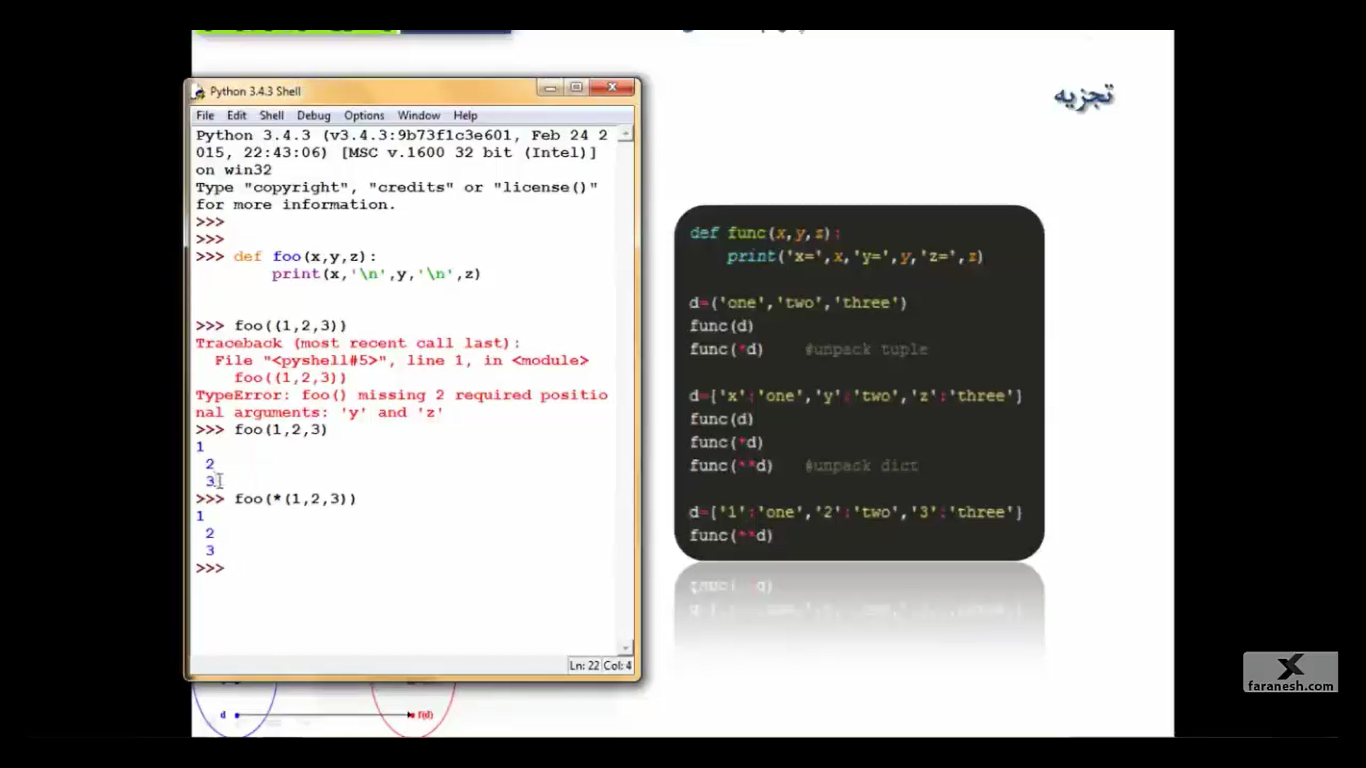 تجزیه
Python 3.4.3 Shell
File Edit Shell Debug Options Window Help
Python 3.4.3 (v3.4.3:9b73f1c3e601, Feb 24 2
015, 22:43:06) [MSC v.1600 32 bit (Intel)]
on win32
Type "copyright", "credits" or "license()"
for more information.
>>>
>>>
>>> def foo(x,y,z):
print(x,'\n',y,'\n',z)
>>> foo((1,2,3))
Traceback (most recent call last):
File "<pyshell#5>", line 1, in <module>
foo((1,2,3))
TypeError: foo() missing 2 required positio
nal arguments: 'y' and 'z'
>>> foo(1,2,3)
1
2
3
>>> foo(*(1,2,3))
1
2
3
>>>
Ln: 22 Col: 4
def func(x,y,z):
print('x=',x,'y=',y,'z=',z)
d=('one','two','three')
func(d)
func(*d) #unpack tuple
d={'x':'one','y':'two','z':'three'}
func(d)
func(*d)
func(**d) #unpack dict
d={'1':'one','2':'two','3':'three'}
func(**d)
d f(d)
faranesh.com